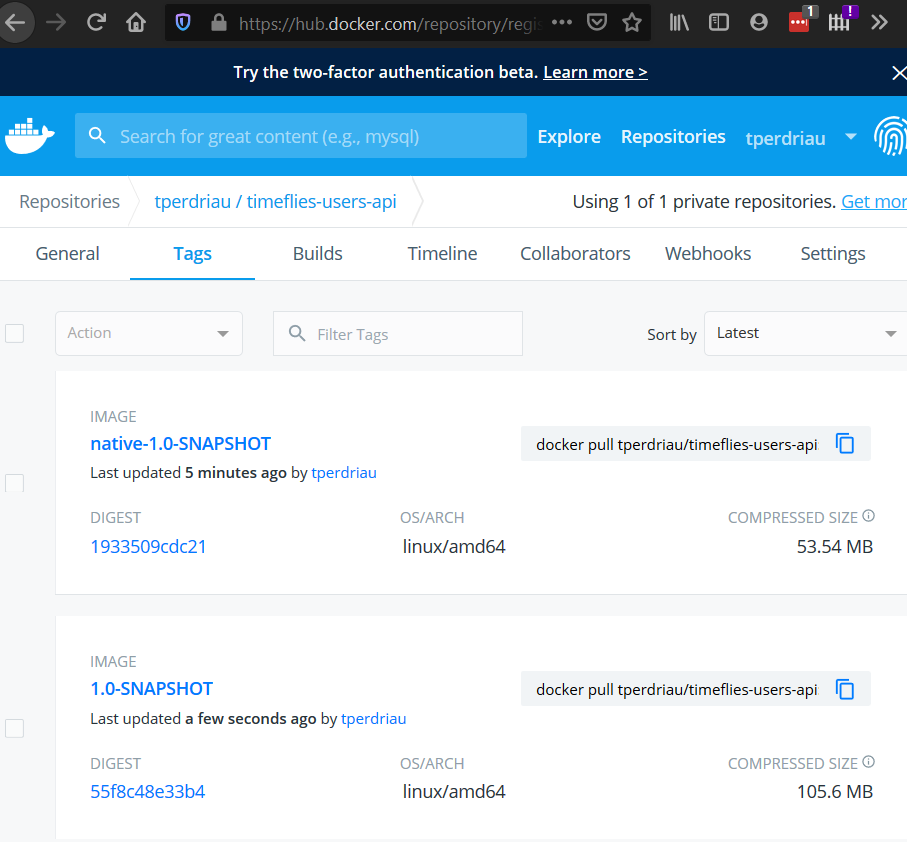 https://hub.docker.com/repository/regis
1
!
Try the two-factor authentication beta. Learn more >
Search for great content (e.g., mysql)
Explore
Repositories
tperdriau
Repositories
tperdriau / timeflies-users-api
Using 1 of 1 private repositories. Get mor
General
Tags
Builds
Timeline
Collaborators
Webhooks
Settings
Action
Filter Tags
Sort by
Latest
IMAGE
native-1.0-SNAPSHOT
docker pull tperdriau/timeflies-users-api
Last updated 5 minutes ago by tperdriau
DIGEST
OS/ARCH
COMPRESSED SIZE
1933509cdc21
linux/amd64
53.54 MB
IMAGE
1.0-SNAPSHOT
docker pull tperdriau/timeflies-users-api
Last updated a few seconds ago by tperdriau
DIGEST
OS/ARCH
COMPRESSED SIZE
55f8c48e33b4
linux/amd64
105.6 MB